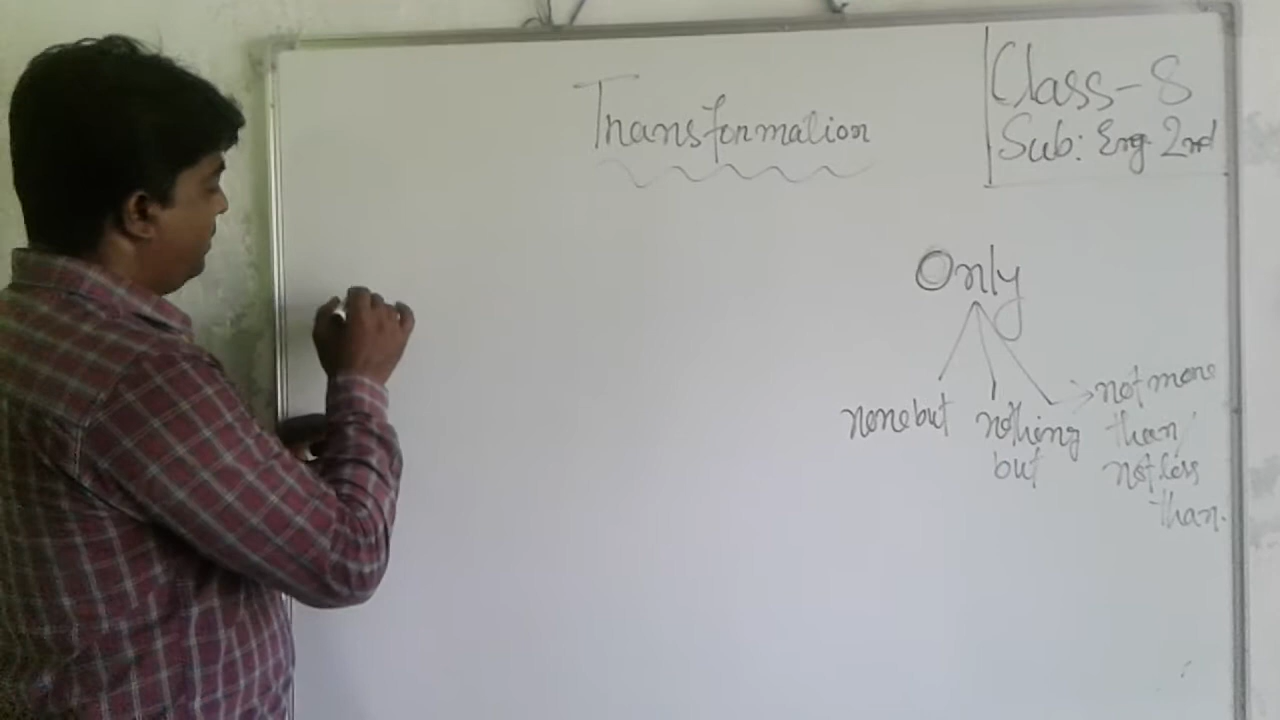 Transformation
Class-8
Sub: Eng 2nd
Only
none but
nothing
but
not more
than/
not less
than.